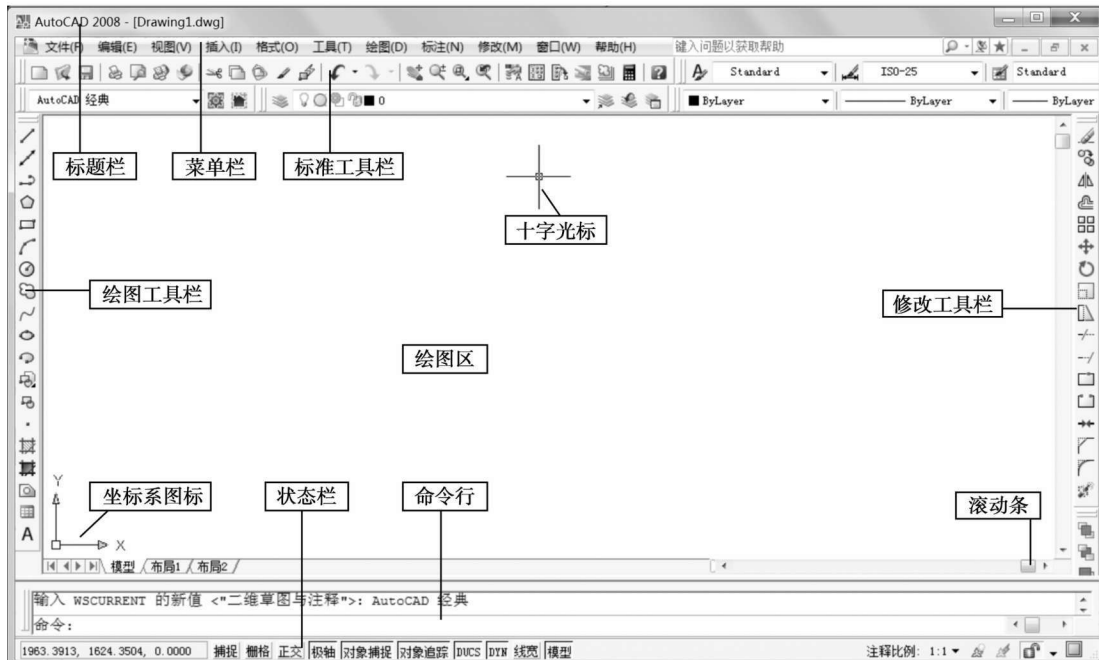 AutoCAD 2008 - [Drawing1.dwg]
文件(F) 编辑(E) 视图(V) 插入(I) 格式(O) 工具(T) 绘图(D) 标注(N) 修改(M) 窗口(W) 帮助(H) 键入问题以获取帮助
Standard ISO-25 Standard
AutoCAD 经典 0 ByLayer ByLayer ByLayer
标题栏 菜单栏 标准工具栏
十字光标
绘图工具栏
修改工具栏
绘图区
Y
坐标系图标 状态栏 命令行
滚动条
A
X
模型 布局1 布局2
输入 WSCURRENT 的新值 <"二维草图与注释">: AutoCAD 经典
命令:
1963.3913, 1624.3504, 0.0000 捕捉 栅格 正交 极轴 对象捕捉 对象追踪 DUCS DYN 线宽 模型 注释比例: 1:1